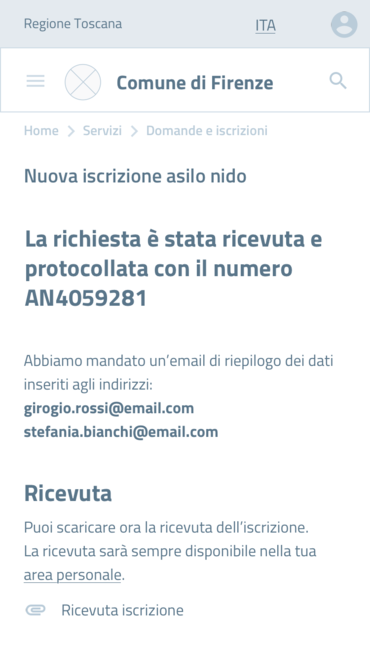 Regione Toscana
ITA
Comune di Firenze
Home
Servizi
Domande e iscrizioni
Nuova iscrizione asilo nido
La richiesta è stata ricevuta e
protocollata con il numero
AN4059281
Abbiamo mandato un’email di riepilogo dei dati
inseriti agli indirizzi:
girogio.rossi@email.com
stefania.bianchi@email.com
Ricevuta
Puoi scaricare ora la ricevuta dell’iscrizione.
La ricevuta sarà sempre disponibile nella tua
area personale.
Ricevuta iscrizione